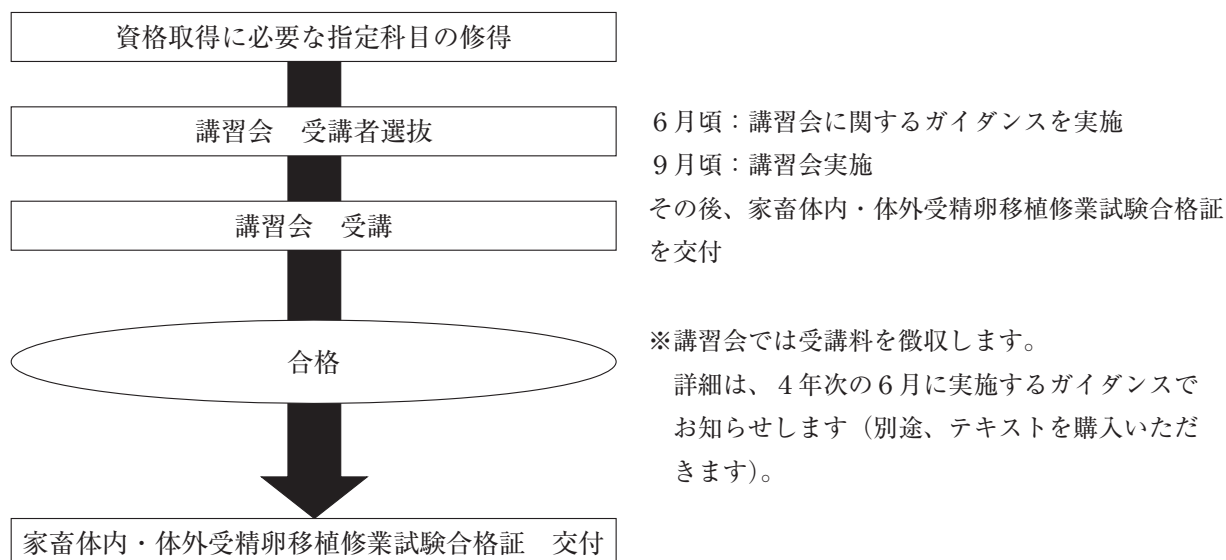 資格取得に必要な指定科目の修得
講習会　受講者選抜
講習会　受講
合格
家畜体内・体外受精卵移植修業試験合格証　交付
６月頃：講習会に関するガイダンスを実施
９月頃：講習会実施
その後、家畜体内・体外受精卵移植修業試験合格証
を交付
※講習会では受講料を徴収します。
詳細は、４年次の６月に実施するガイダンスで
お知らせします（別途、テキストを購入いただ
きます）。